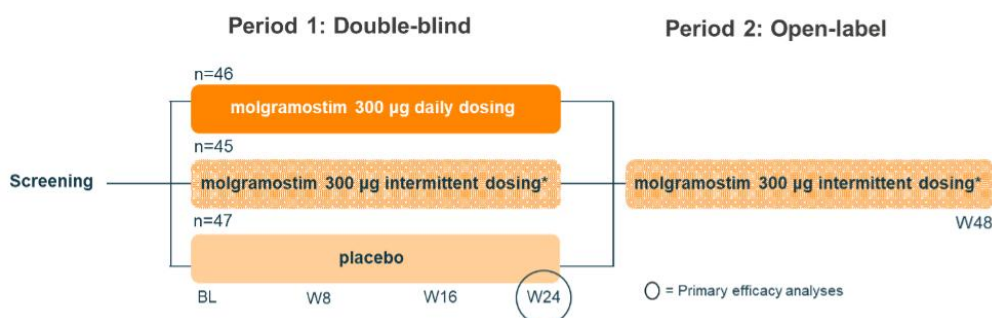 Period 1: Double-blind
Period 2: Open-label
n=46
molgramostim 300 µg daily dosing
n=45
Screening
molgramostim 300 µg intermittent dosing*
molgramostim 300 µg intermittent dosing*
n=47
W48
placebo
BL
W8
W16
W24
= Primary efficacy analyses